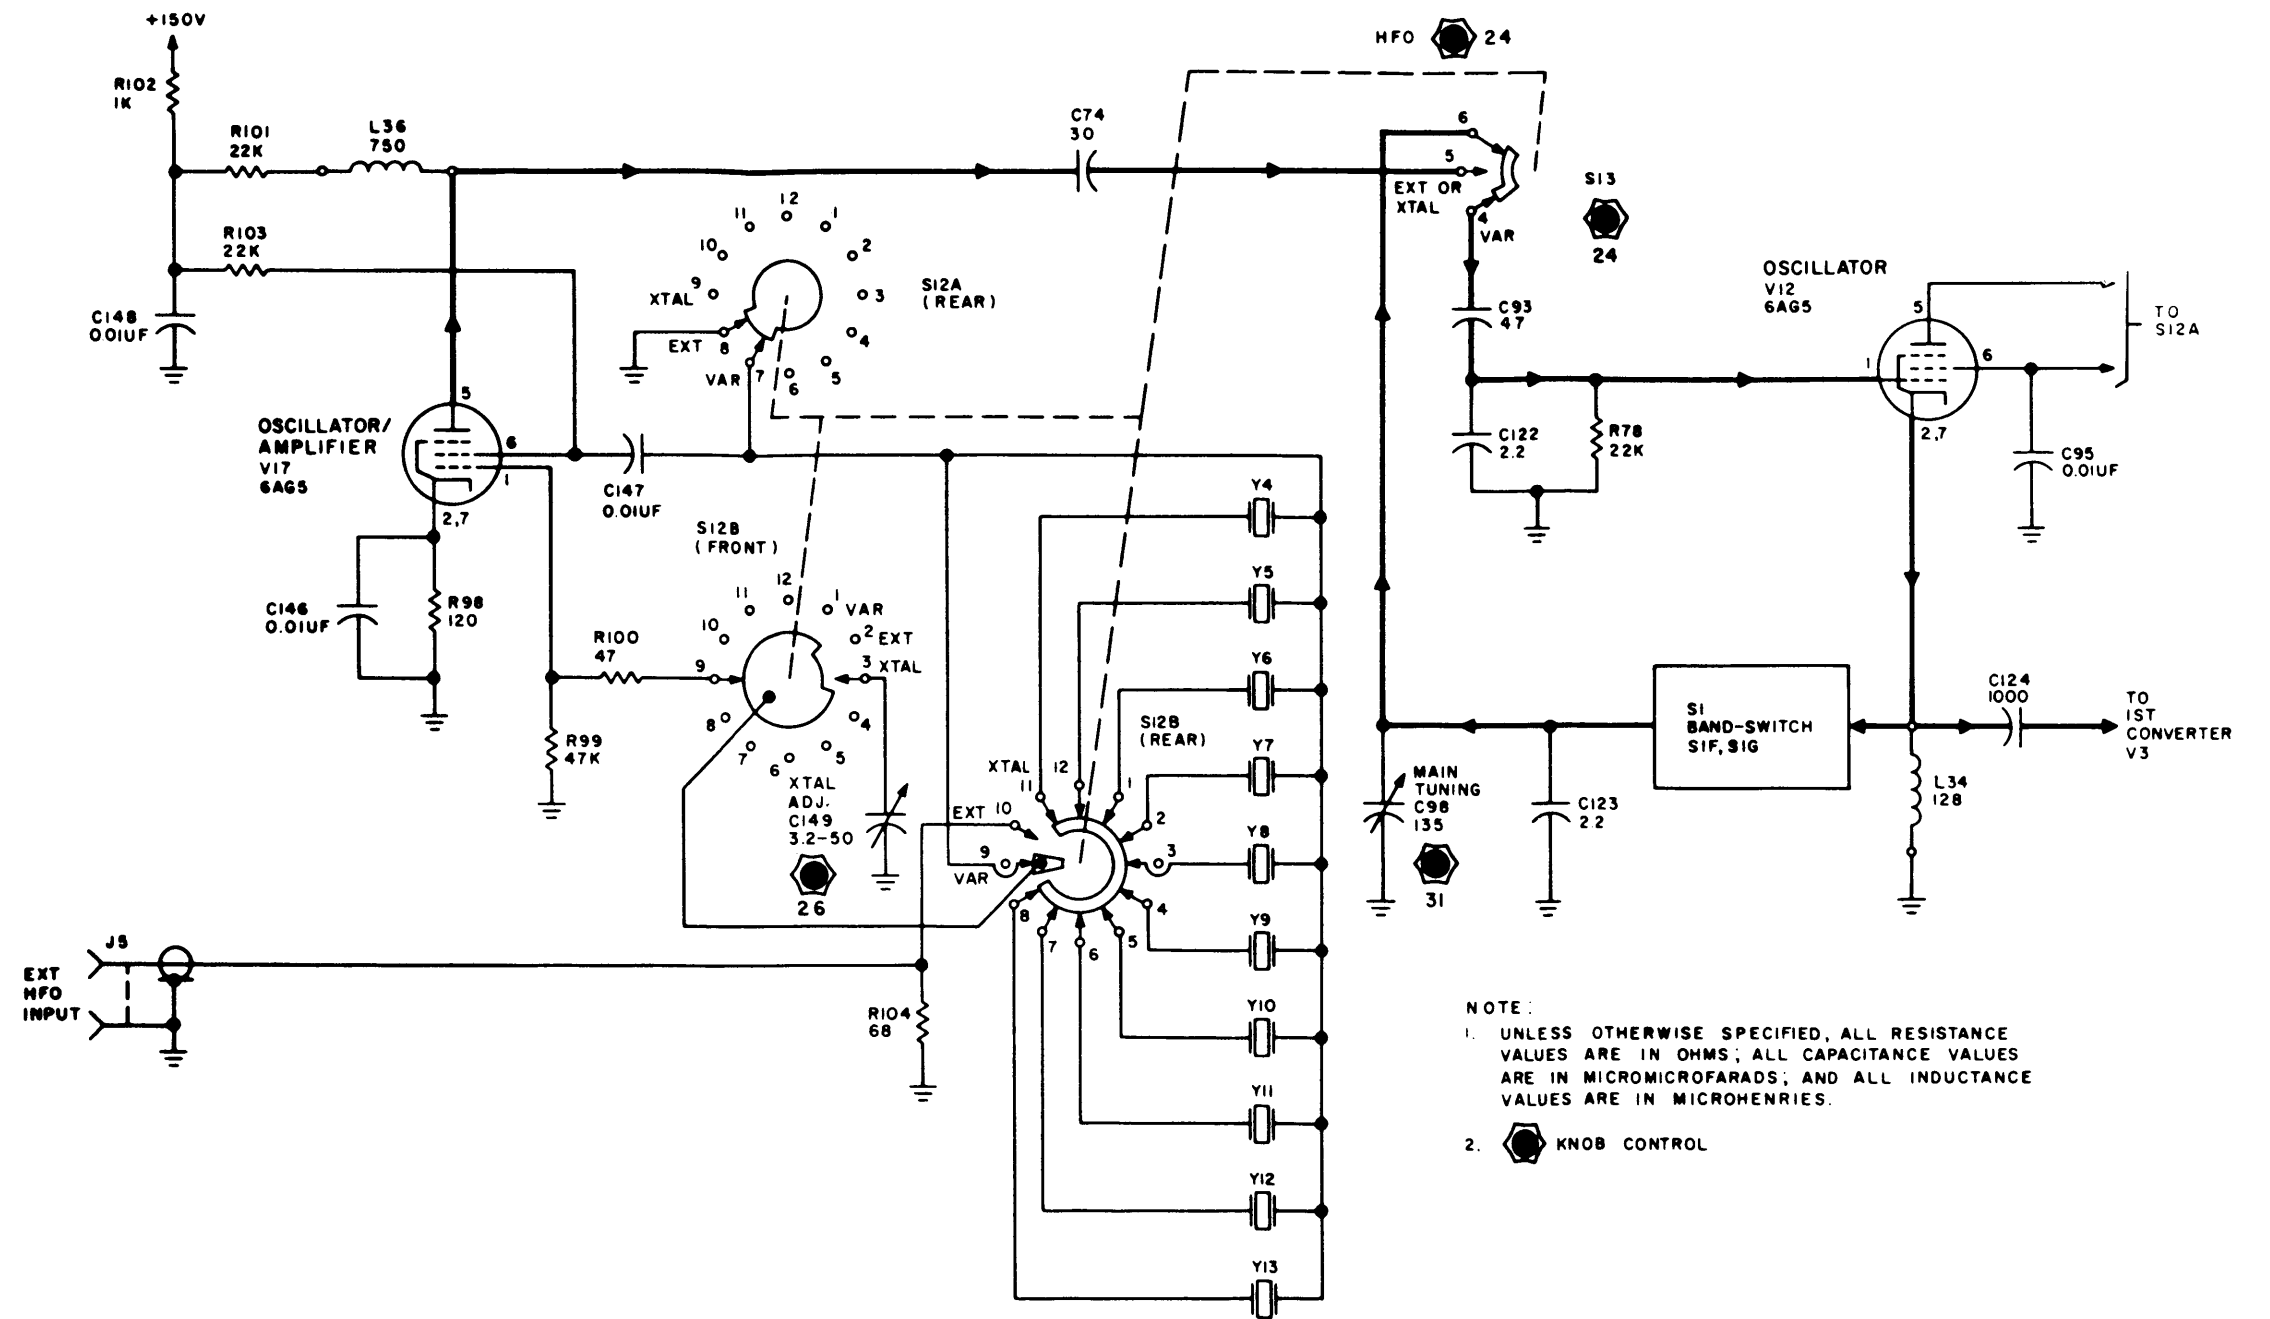 +150V
R102
1K
R101
22K
L36
750
C74
30
HFO 24
6
5
EXT OR
XTAL
4
VAR
S13
24
R103
22K
C148
0.01UF
12
11
1
10
2
9
XTAL
3
8
EXT
4
VAR
7
6
5
S12A
(REAR)
C93
47
OSCILLATOR
V12
6AG5
5
1
6
2,7
TO
S12A
C122
2.2
R78
22K
C95
0.01UF
OSCILLATOR/
AMPLIFIER
V17
6AG5
5
6
1
2,7
C147
0.01UF
C146
0.01UF
R98
120
S12B
(FRONT)
12
11
1 VAR
10
2 EXT
9
3 XTAL
8
4
7
5
6
R100
47
R99
47K
XTAL
ADJ.
C149
3.2-50
26
Y4
Y5
Y6
Y7
Y8
Y9
Y10
Y11
Y12
Y13
S12B
(REAR)
XTAL
11
12
1
EXT 10
2
9
VAR
3
8
4
7
6
5
MAIN
TUNING
C98
135
31
C123
2.2
S1
BAND-SWITCH
S1F, S1G
C124
1000
TO
1ST
CONVERTER
V3
L34
128
J5
EXT
HFO
INPUT
R104
68
NOTE:
1. UNLESS OTHERWISE SPECIFIED, ALL RESISTANCE
VALUES ARE IN OHMS; ALL CAPACITANCE VALUES
ARE IN MICROMICROFARADS; AND ALL INDUCTANCE
VALUES ARE IN MICROHENRIES.
2. KNOB CONTROL